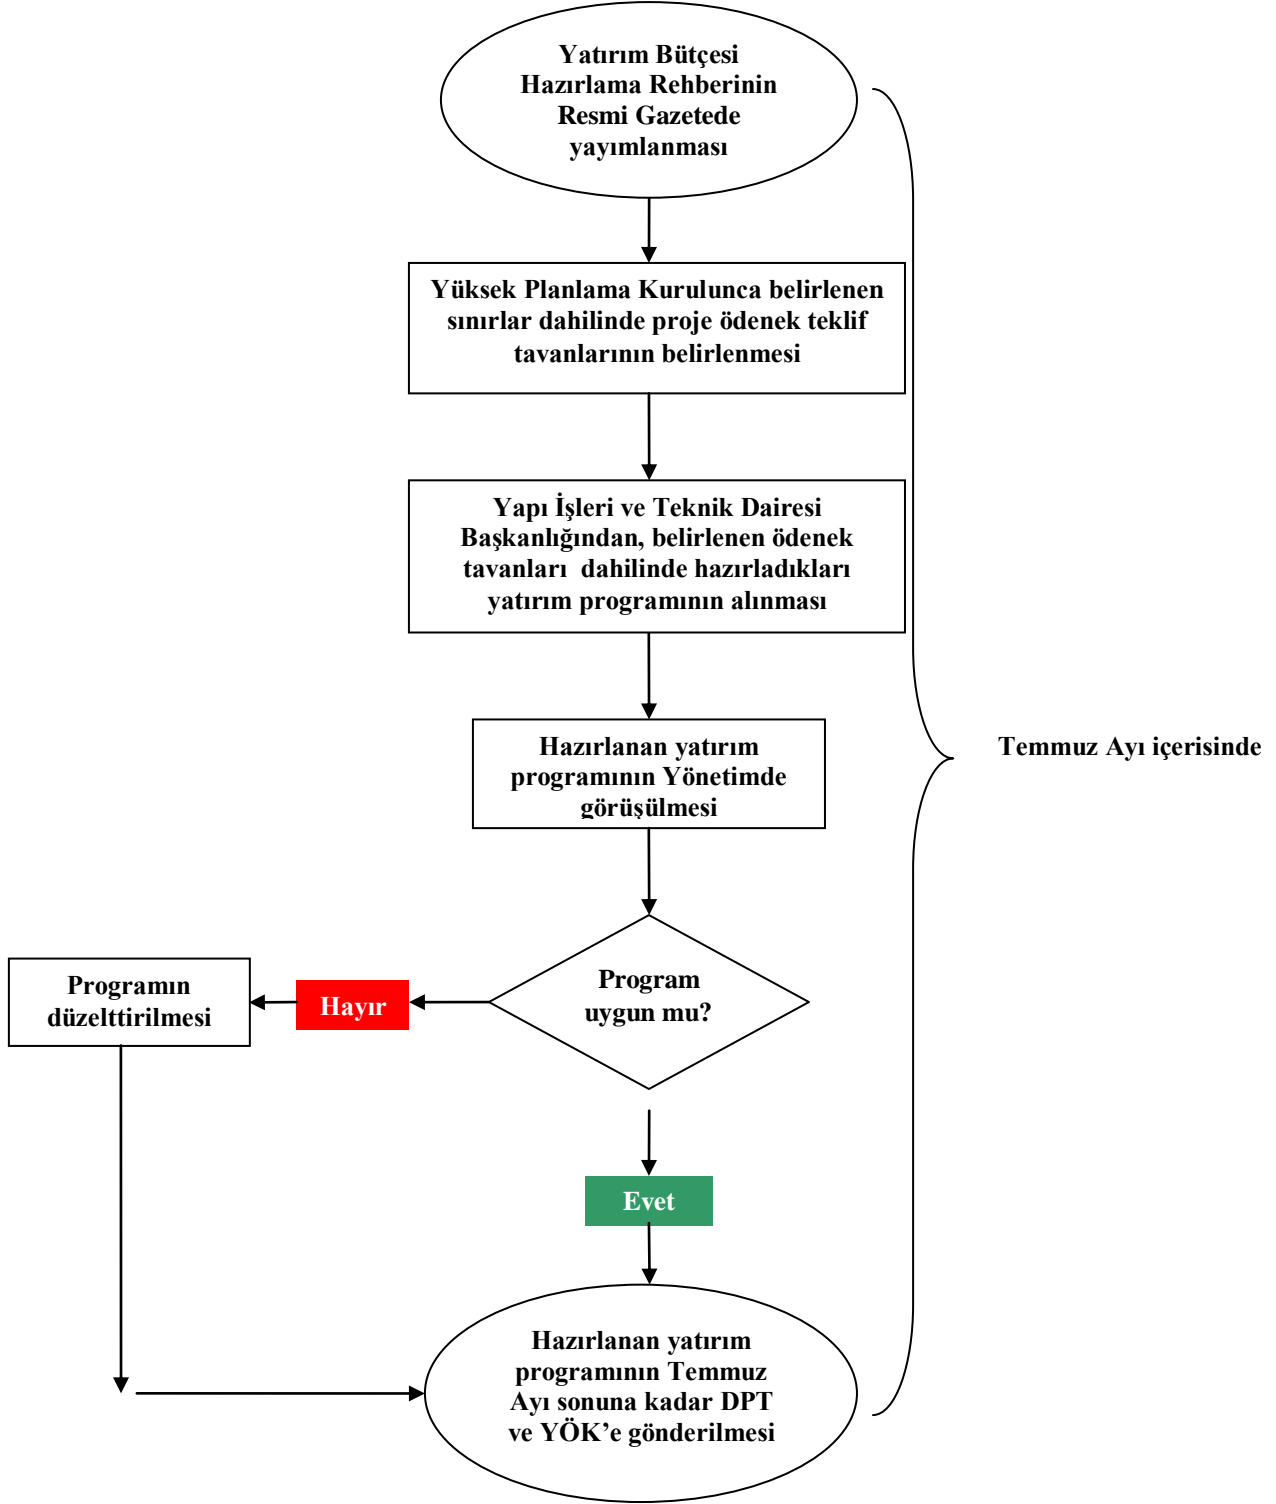 Yatırım Bütçesi
Hazırlama Rehberinin
Resmi Gazetede
yayımlanması
Yüksek Planlama Kurulunca belirlenen
sınırlar dahilinde proje ödenek teklif
tavanlarının belirlenmesi
Yapı İşleri ve Teknik Dairesi
Başkanlığından, belirlenen ödenek
tavanları dahilinde hazırladıkları
yatırım programının alınması
Hazırlanan yatırım
programının Yönetimde
görüşülmesi
Temmuz Ayı içerisinde
Program
uygun mu?
Hayır
Programın
düzelttirilmesi
Evet
Hazırlanan yatırım
programının Temmuz
Ayı sonuna kadar DPT
ve YÖK’e gönderilmesi